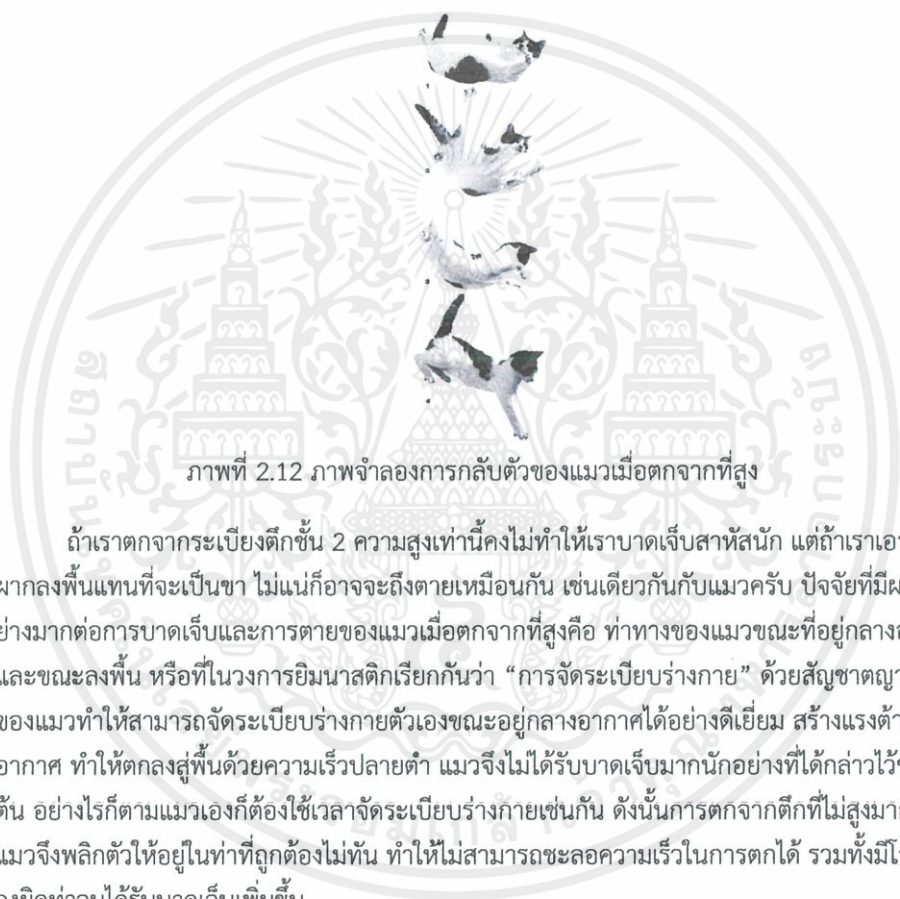 ภาพที่ 2.12 ภาพจำลองการกลับตัวของแมวเมื่อตกจากที่สูง
ถ้าเราตกจากระเบียงตึกชั้น 2 ความสูงเท่านี้คงไม่ทำให้เราบาดเจ็บสาหัสนัก แต่ถ้าเราเอา
ผากลงพื้นแทนที่จะเป็นขา ไม่แน่ก็อาจจะถึงตายเหมือนกัน เช่นเดียวกันกับแมวครับ ปัจจัยที่มีผ
ย่างมากต่อการบาดเจ็บและการตายของแมวเมื่อตกจากที่สูงคือ ท่าทางของแมวขณะที่อยู่กลาง
และขณะลงพื้น หรือที่ในวงการยิมนาสติกเรียกกันว่า “การจัดระเบียบร่างกาย” ด้วยสัญชาตญา
ของแมวทำให้สามารถจัดระเบียบร่างกายตัวเองขณะอยู่กลางอากาศได้อย่างดีเยี่ยม สร้างแรงต้า
อากาศ ทำให้ตกลงสู่พื้นด้วยความเร็วปลายต่ำ แมวจึงไม่ได้รับบาดเจ็บมากนักอย่างที่ได้กล่าวไว้
ต้น อย่างไรก็ตามแมวเองก็ต้องใช้เวลาจัดระเบียบร่างกายเช่นกัน ดังนั้นการตกจากตึกที่ไม่สูงมา
แมวจึงพลิกตัวให้อยู่ในท่าที่ถูกต้องไม่ทัน ทำให้ไม่สามารถชะลอความเร็วในการตกได้ รวมทั้งมีโ